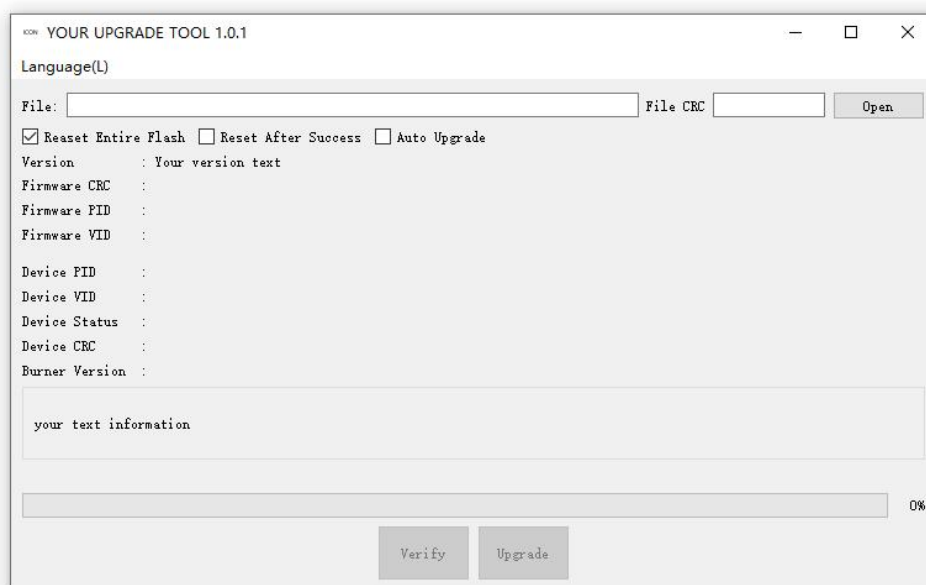 ICON YOUR UPGRADE TOOL 1.0.1
Language(L)
File: File CRC Open
Reaset Entire Flash Reset After Success Auto Upgrade
Version : Your version text
Firmware CRC :
Firmware PID :
Firmware VID :
Device PID :
Device VID :
Device Status :
Device CRC :
Burner Version :
your text information
0%
Verify Upgrade